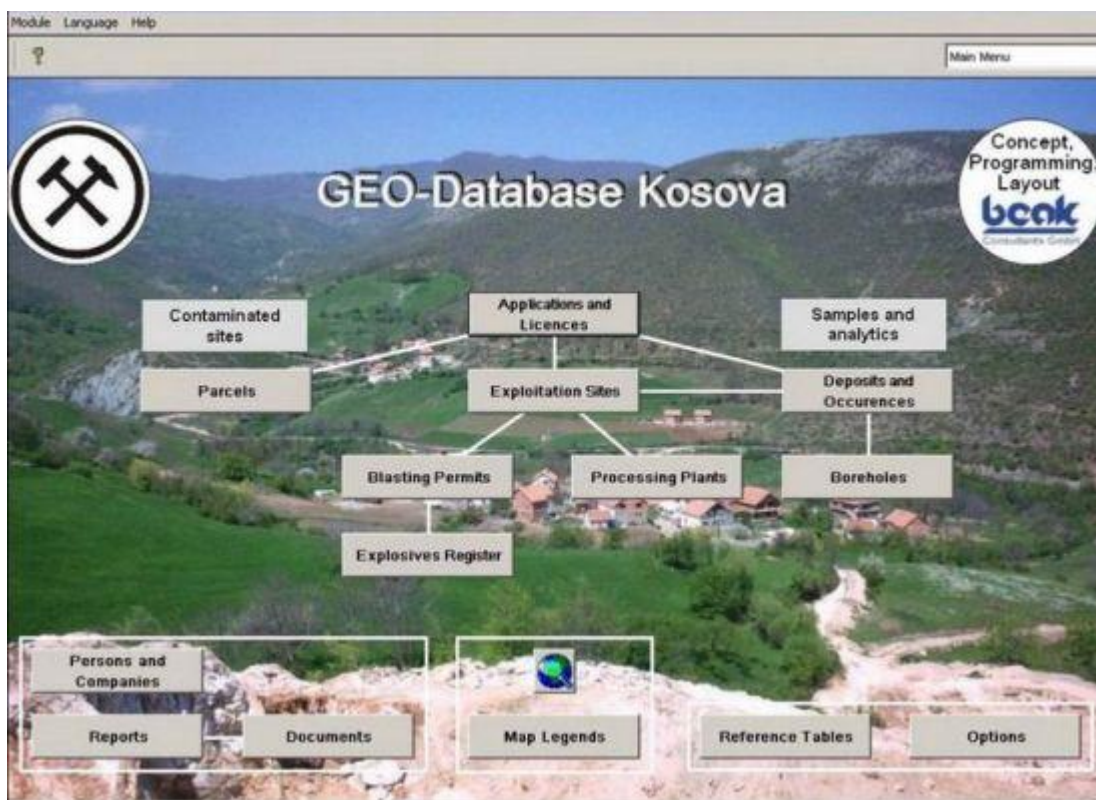 Module Language Help
Main Menu
Concept,
Programming,
Layout
beak
Consultants GmbH
GEO-Database Kosova
Contaminated
sites
Applications and
Licences
Samples and
analytics
Parcels
Exploitation Sites
Deposits and
Occurences
Blasting Permits
Processing Plants
Boreholes
Explosives Register
Persons and
Companies
Reports
Documents
Map Legends
Reference Tables
Options